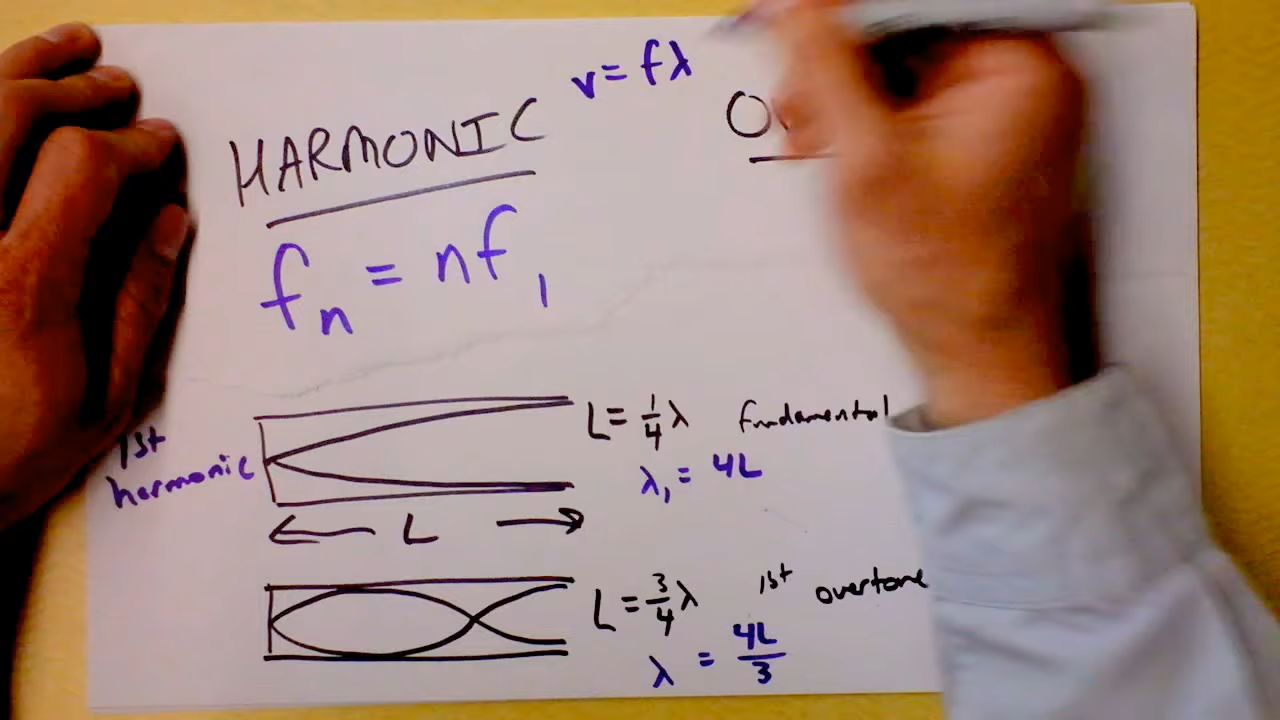 v = fλ
HARMONIC
fₙ = nf₁
1st
harmonic
L = 1/4 λ fundamental
λ₁ = 4L
L
L = 3/4 λ 1st overtone
λ = 4L/3